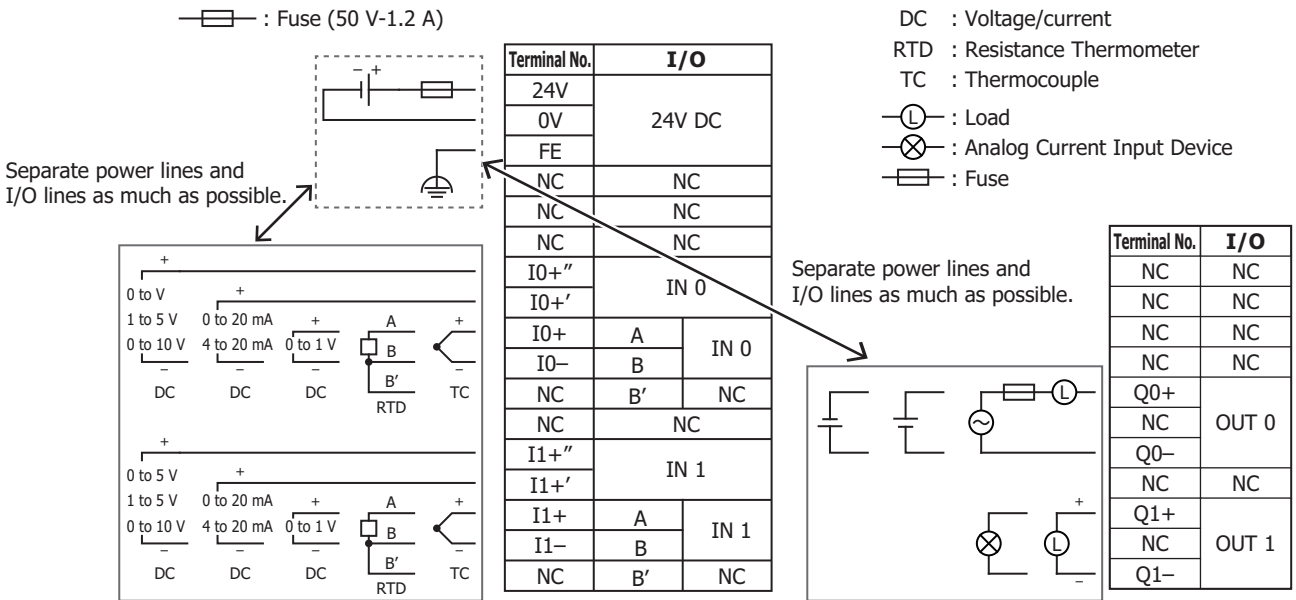 : Fuse (50 V-1.2 A)
DC : Voltage/current
RTD : Resistance Thermometer
TC : Thermocouple
L : Load
: Analog Current Input Device
: Fuse
Separate power lines and
I/O lines as much as possible.
– +
Terminal No. I/O
24V 24V DC
0V
FE
NC NC
NC NC
NC NC
I0+″ IN 0
I0+′
I0+ A IN 0
I0– B
NC B′ NC
NC NC
I1+″ IN 1
I1+′
I1+ A IN 1
I1– B
NC B′ NC
+
0 to V +
1 to 5 V 0 to 20 mA + A +
0 to 10 V 4 to 20 mA 0 to 1 V B
– – – B′ –
DC DC DC RTD TC
+
0 to 5 V +
1 to 5 V 0 to 20 mA + A +
0 to 10 V 4 to 20 mA 0 to 1 V B
– – – B′ –
DC DC DC RTD TC
Separate power lines and
I/O lines as much as possible.
L
+
L
–
Terminal No. I/O
NC NC
NC NC
NC NC
NC NC
Q0+ OUT 0
NC
Q0–
NC NC
Q1+ OUT 1
NC
Q1–